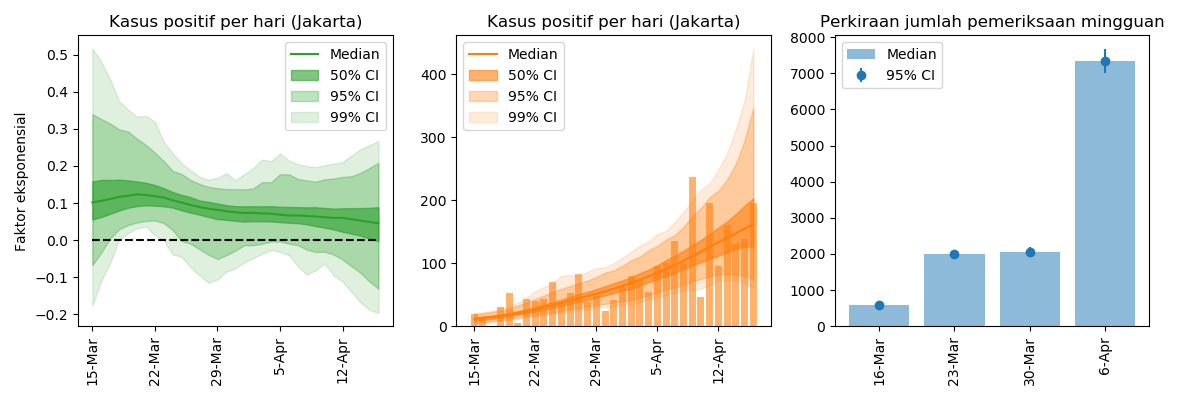 Kasus positif per hari (Jakarta)
Faktor eksponensial
0.5
0.4
0.3
0.2
0.1
0.0
−0.1
−0.2
Median
50% CI
95% CI
99% CI
15-Mar
22-Mar
29-Mar
5-Apr
12-Apr
Kasus positif per hari (Jakarta)
400
300
200
100
0
Median
50% CI
95% CI
99% CI
15-Mar
22-Mar
29-Mar
5-Apr
12-Apr
Perkiraan jumlah pemeriksaan mingguan
8000
7000
6000
5000
4000
3000
2000
1000
0
Median
95% CI
16-Mar
23-Mar
30-Mar
6-Apr